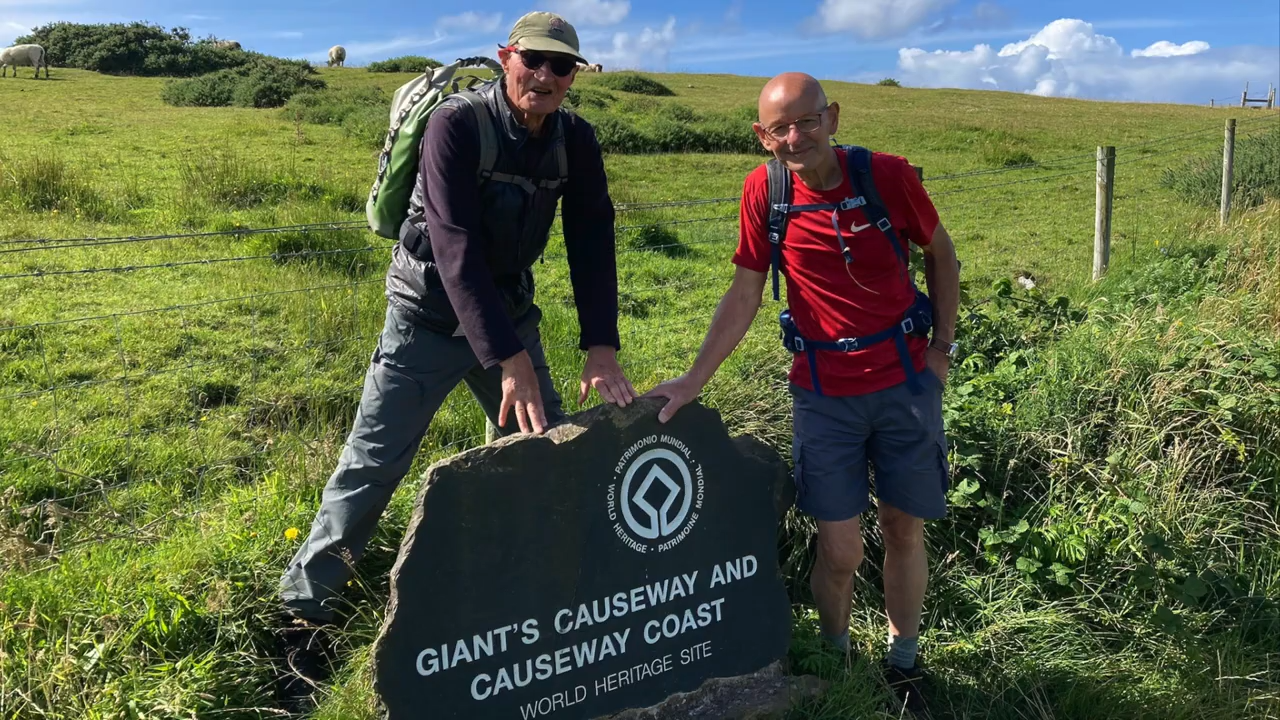 PATRIMONIO MUNDIAL • WORLD HERITAGE • PATRIMOINE MONDIAL •
GIANT'S CAUSEWAY AND
CAUSEWAY COAST
WORLD HERITAGE SITE